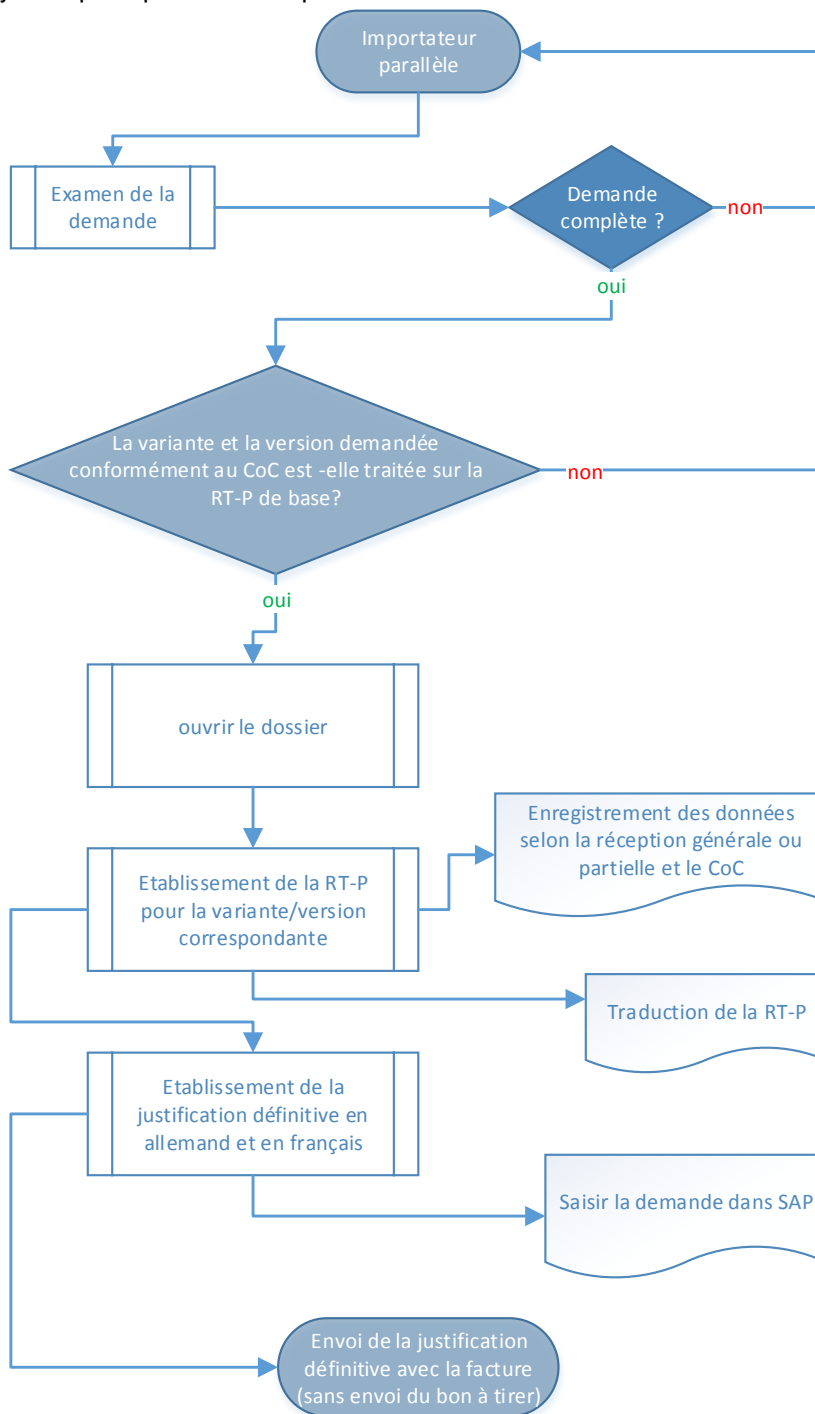 Importateur
parallèle
Examen de la
demande
Demande
complète ?
non
oui
La variante et la version demandée
conformément au CoC est -elle traitée sur la
RT-P de base?
non
oui
ouvrir le dossier
Enregistrement des données
selon la réception générale ou
partielle et le CoC
Etablissement de la RT-P
pour la variante/version
correspondante
Traduction de la RT-P
Etablissement de la
justification définitive en
allemand et en français
Saisir la demande dans SAP
Envoi de la justification
définitive avec la facture
(sans envoi du bon à tirer)